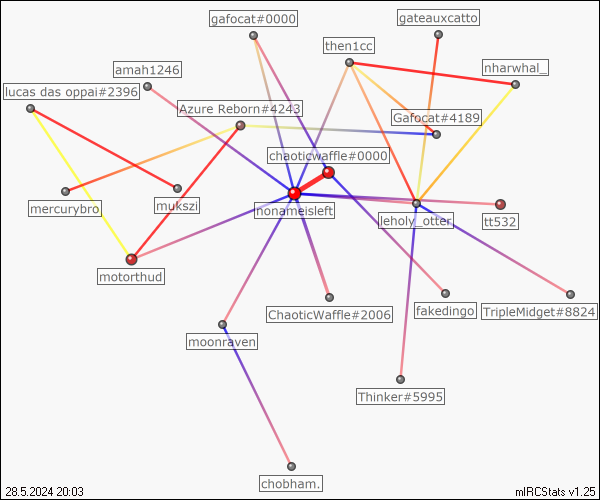 gafocat#0000
gateauxcatto
then1cc
amah1246
nharwhal_
lucas das oppai#2396
Azure Reborn#4243
Gafocat#4189
chaoticwaffle#0000
mercurybro
mukszi
nonameisleft
leholy_otter
tt532
motorthud
ChaoticWaffle#2006
fakedingo
TripleMidget#8824
moonraven
Thinker#5995
chobham.
28.5.2024 20:03
mIRCStats v1.25